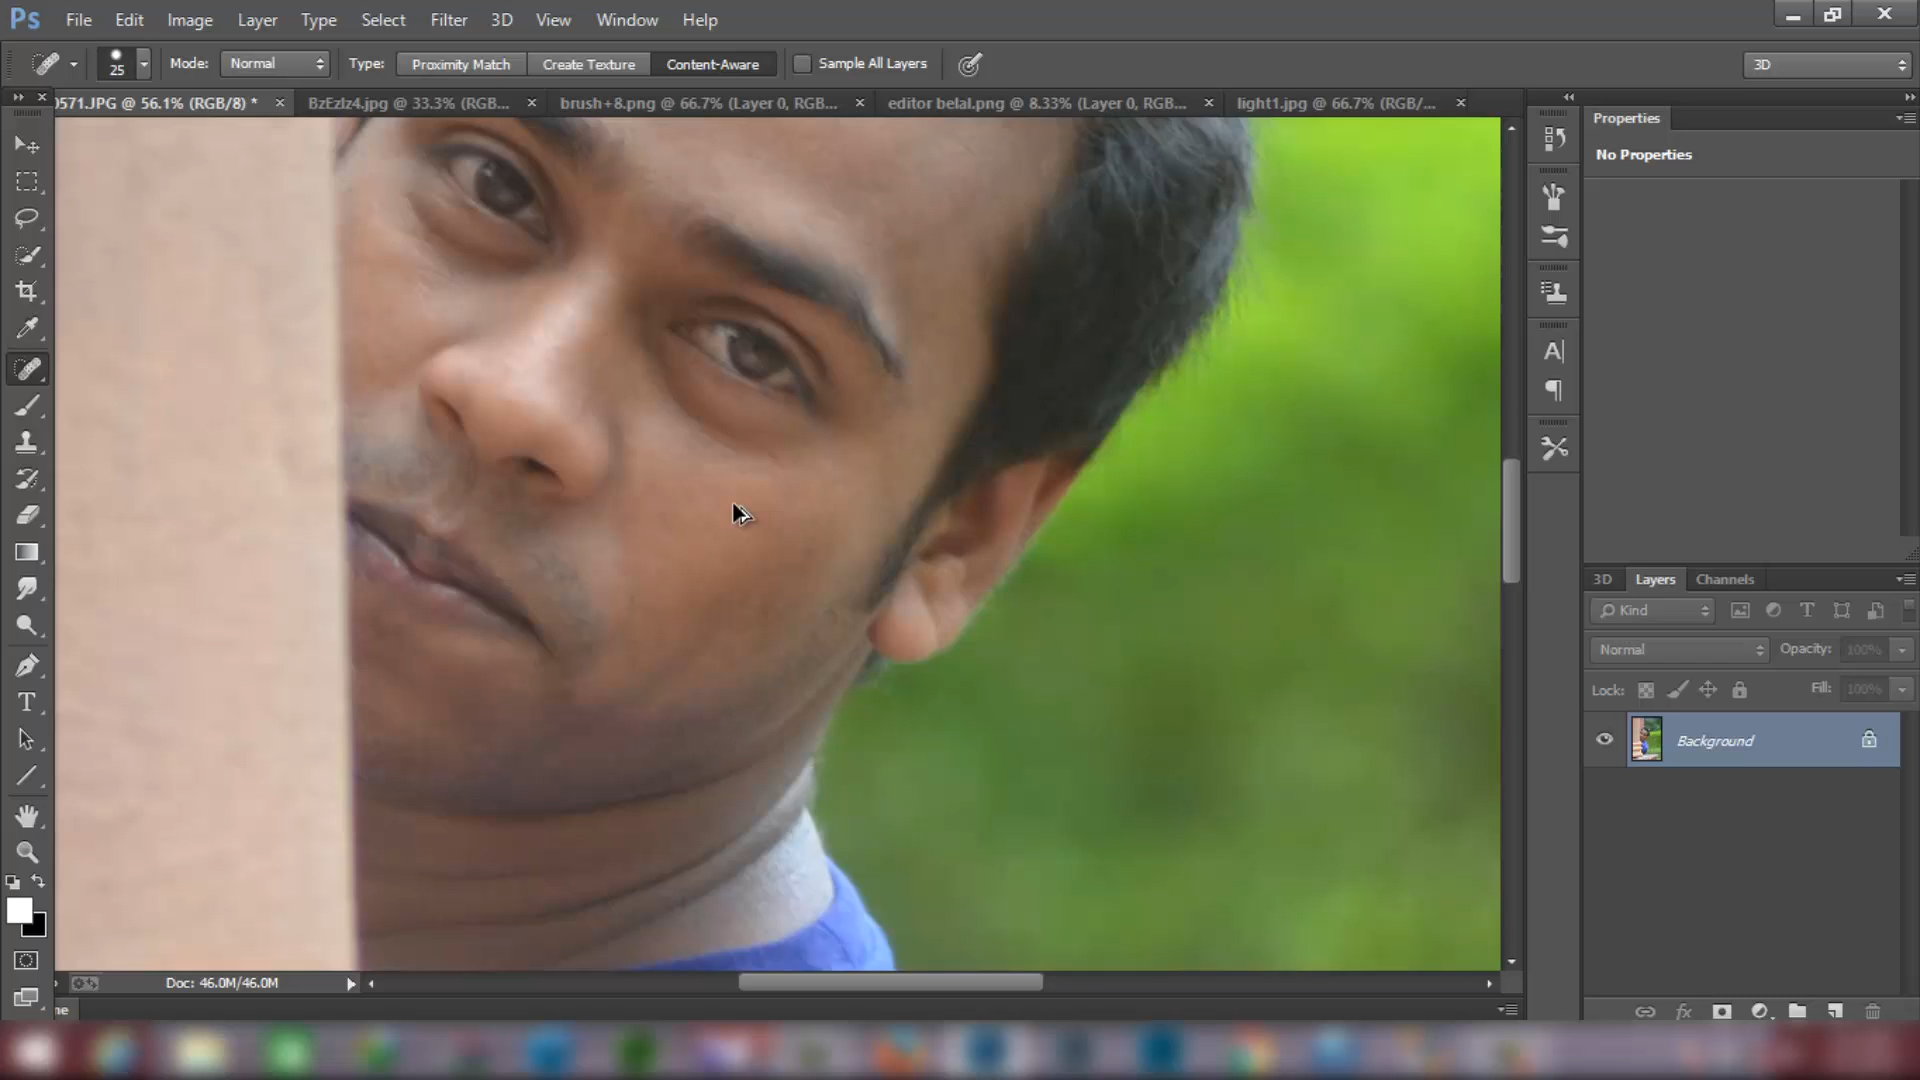 Ps File Edit Image Layer Type Select Filter 3D View Window Help
25 Mode: Normal Type: Proximity Match Create Texture Content-Aware Sample All Layers 3D
0571.JPG @ 56.1% (RGB/8) * BzEzIz4.jpg @ 33.3% (RGB... brush+8.png @ 66.7% (Layer 0, RGB... editor belal.png @ 8.33% (Layer 0, RGB... light1.jpg @ 66.7% (RGB/...
Properties
No Properties
3D Layers Channels
Kind
Normal Opacity: 100%
Lock: Fill: 100%
Background
Doc: 46.0M/46.0M
ne